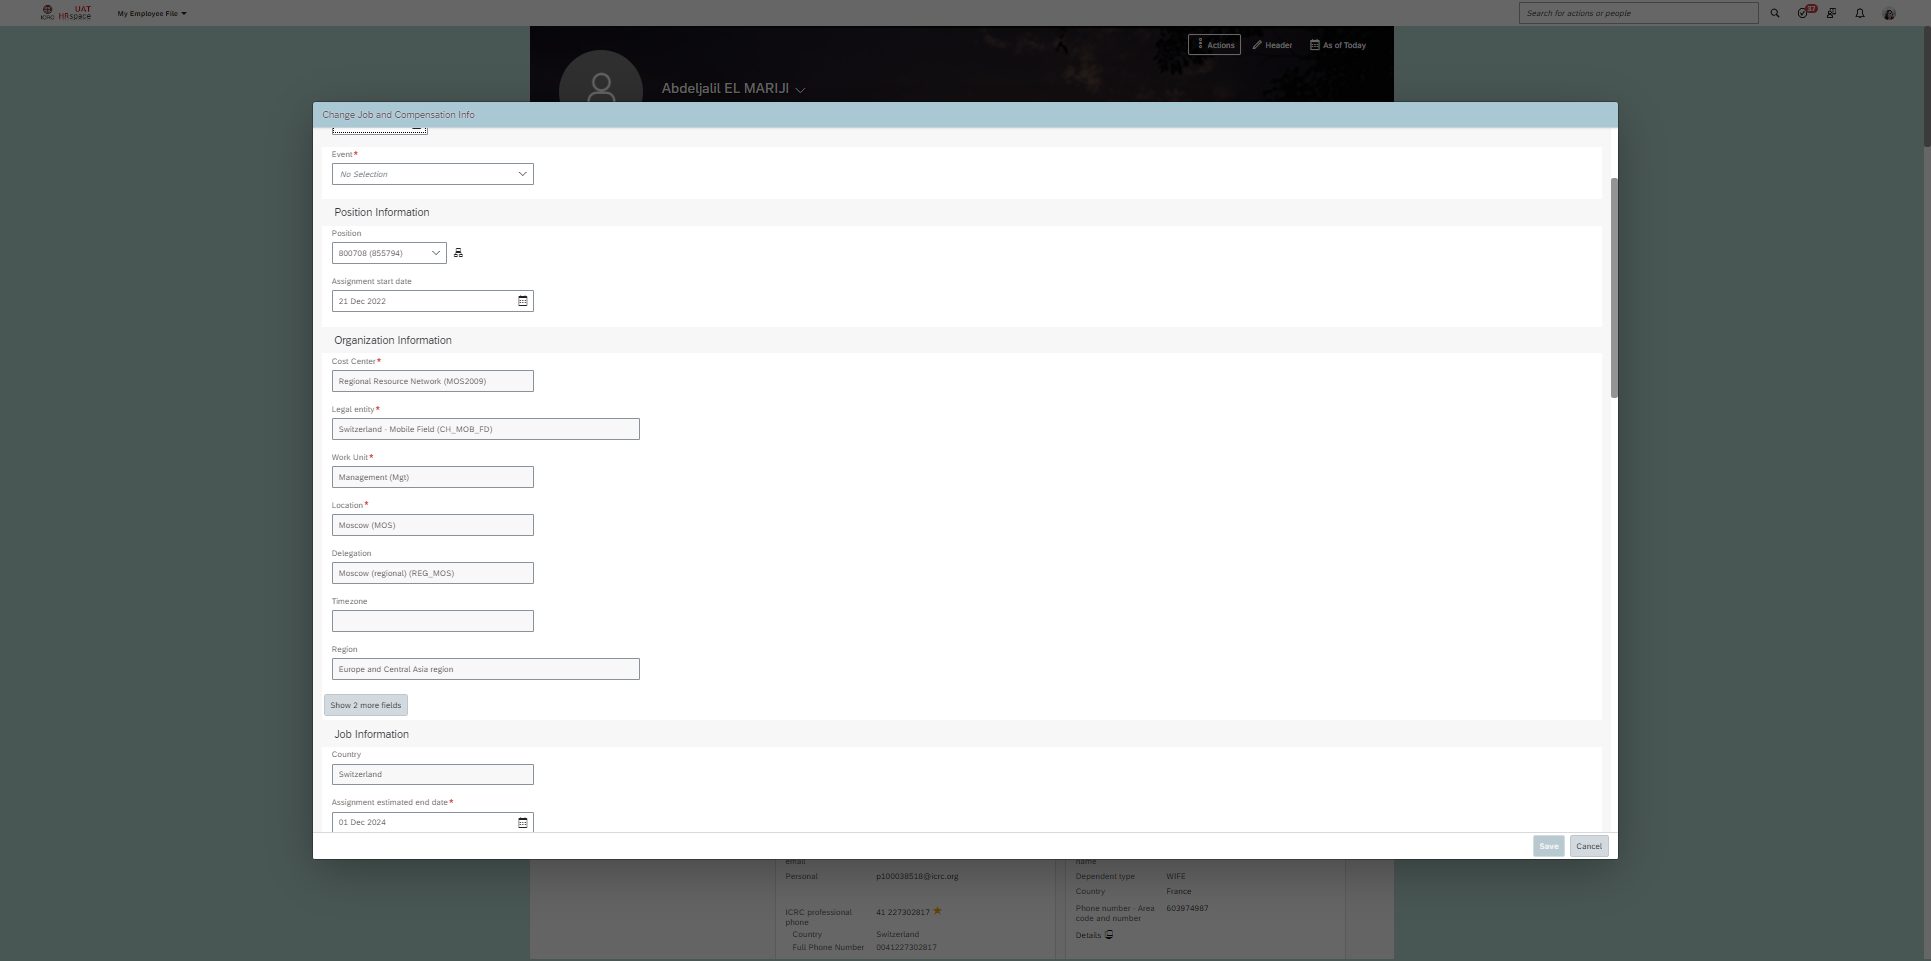 ICRC
UAT
HRspace
My Employee File
Search for actions or people
37
Actions
Header
As of Today
Abdeljalil EL MARIJI
Change Job and Compensation Info
Event*
No Selection
Position Information
Position
800708 (855794)
Assignment start date
21 Dec 2022
Organization Information
Cost Center*
Regional Resource Network (MOS2009)
Legal entity*
Switzerland - Mobile Field (CH_MOB_FD)
Work Unit*
Management (Mgt)
Location*
Moscow (MOS)
Delegation
Moscow (regional) (REG_MOS)
Timezone
Region
Europe and Central Asia region
Show 2 more fields
Job Information
Country
Switzerland
Assignment estimated end date*
01 Dec 2024
Save
Cancel
email
Personal p100038518@icrc.org
ICRC professional
phone
41 227302817
Country Switzerland
Full Phone Number 0041227302817
name
Dependent type WIFE
Country France
Phone number - Area
code and number
603974987
Details